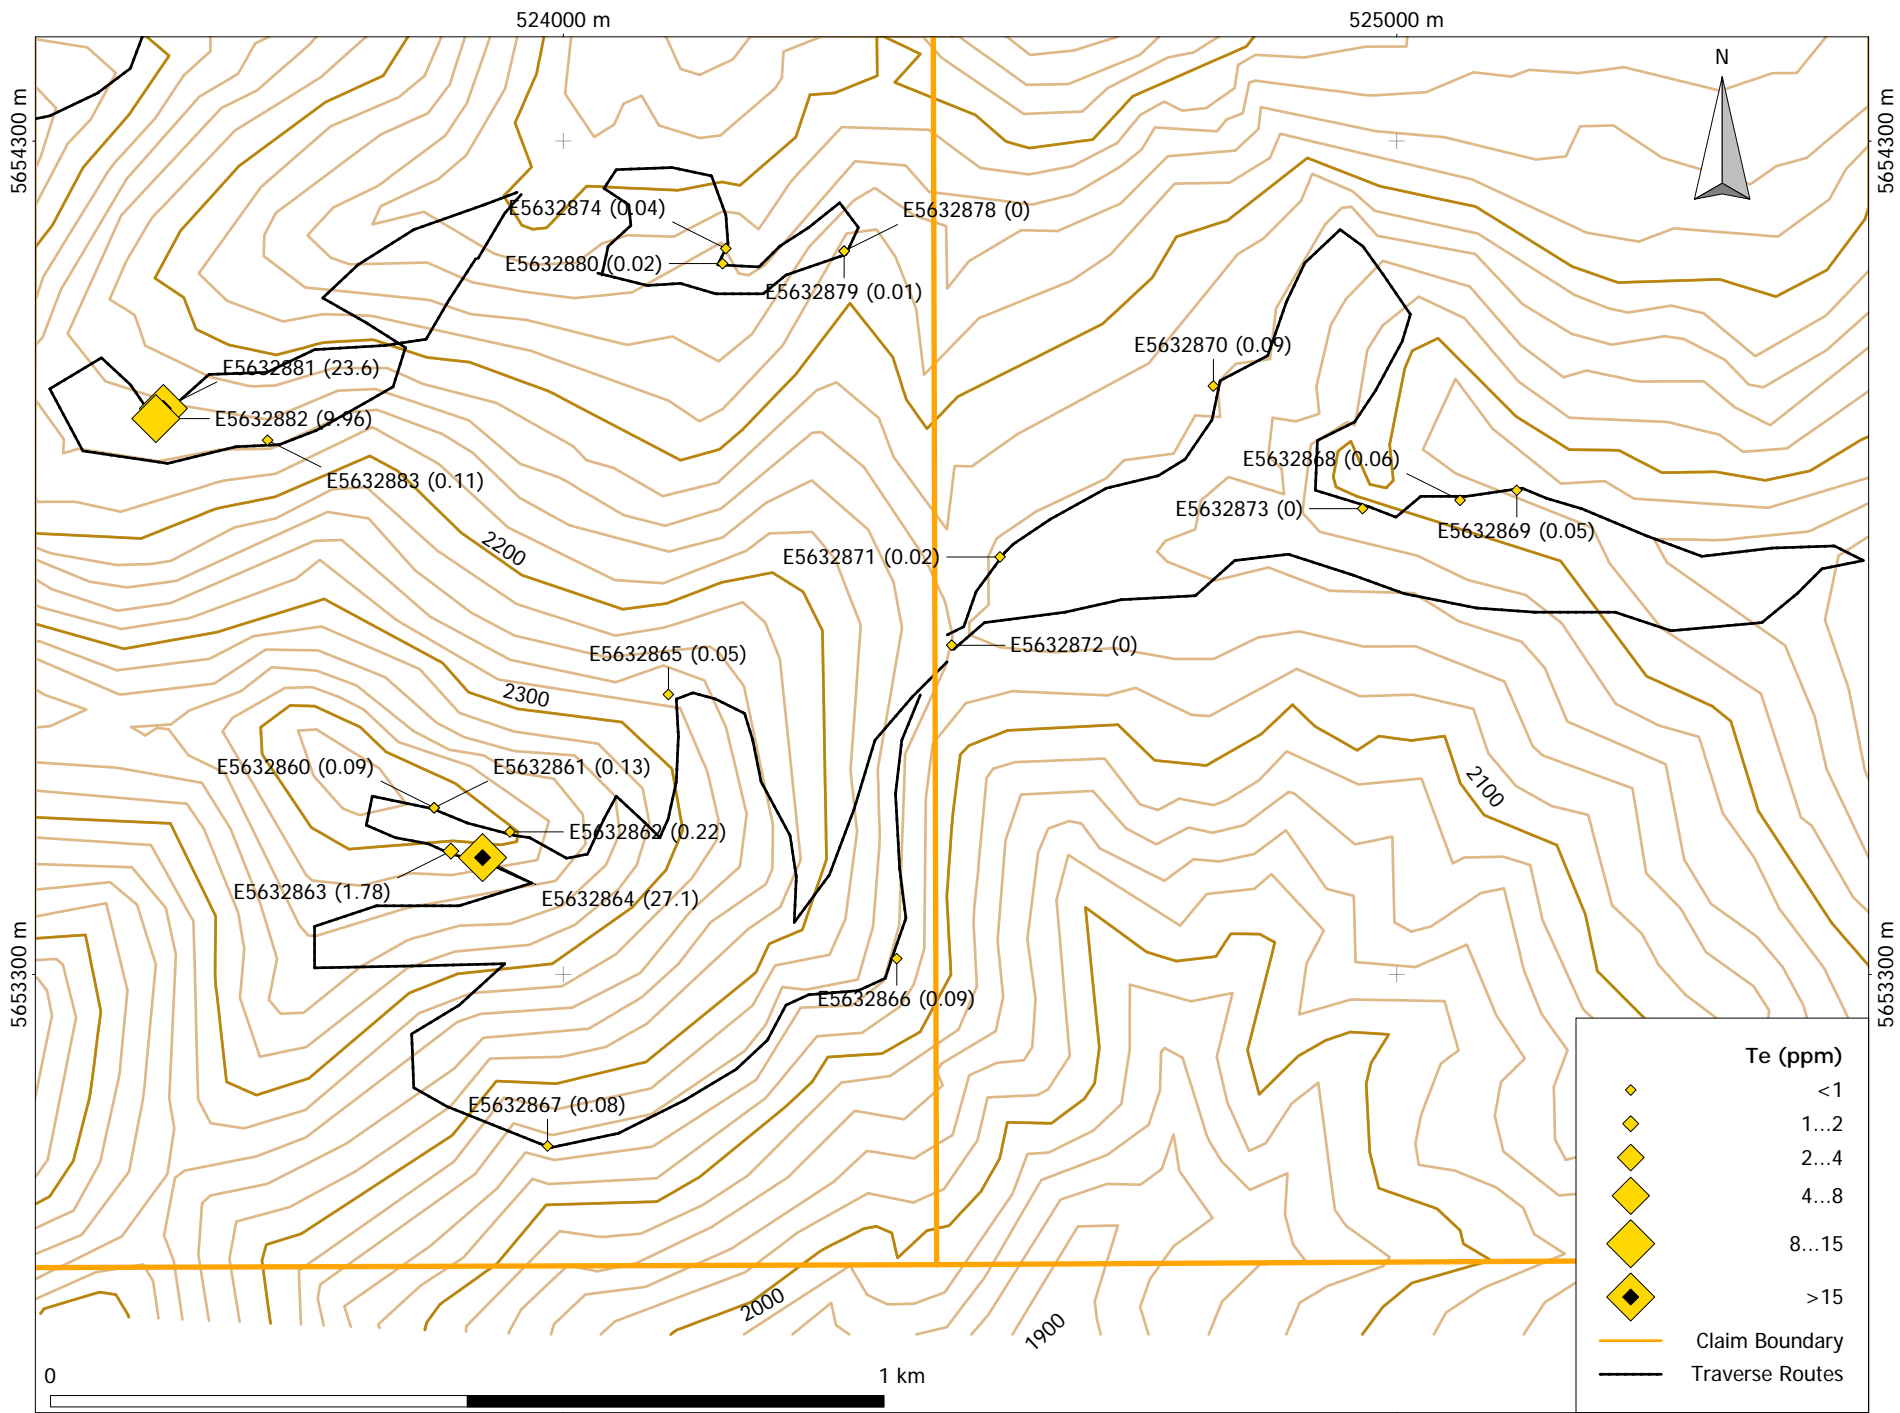 524000 m
525000 m
5654300 m
5654300 m
N
E5632874 (0.04)
E5632878 (0)
E5632880 (0.02)
E5632879 (0.01)
E5632870 (0.09)
E5632881 (23.6)
E5632882 (9.96)
E5632883 (0.11)
E5632868 (0.06)
E5632873 (0)
E5632869 (0.05)
2200
E5632871 (0.02)
E5632872 (0)
E5632865 (0.05)
2300
E5632860 (0.09)
E5632861 (0.13)
2100
E5632862 (0.22)
E5632863 (1.78)
E5632864 (27.1)
5653300 m
5653300 m
E5632866 (0.09)
E5632867 (0.08)
2000
1900
Te (ppm)
<1
1...2
2...4
4...8
8...15
>15
Claim Boundary
Traverse Routes
0
1 km